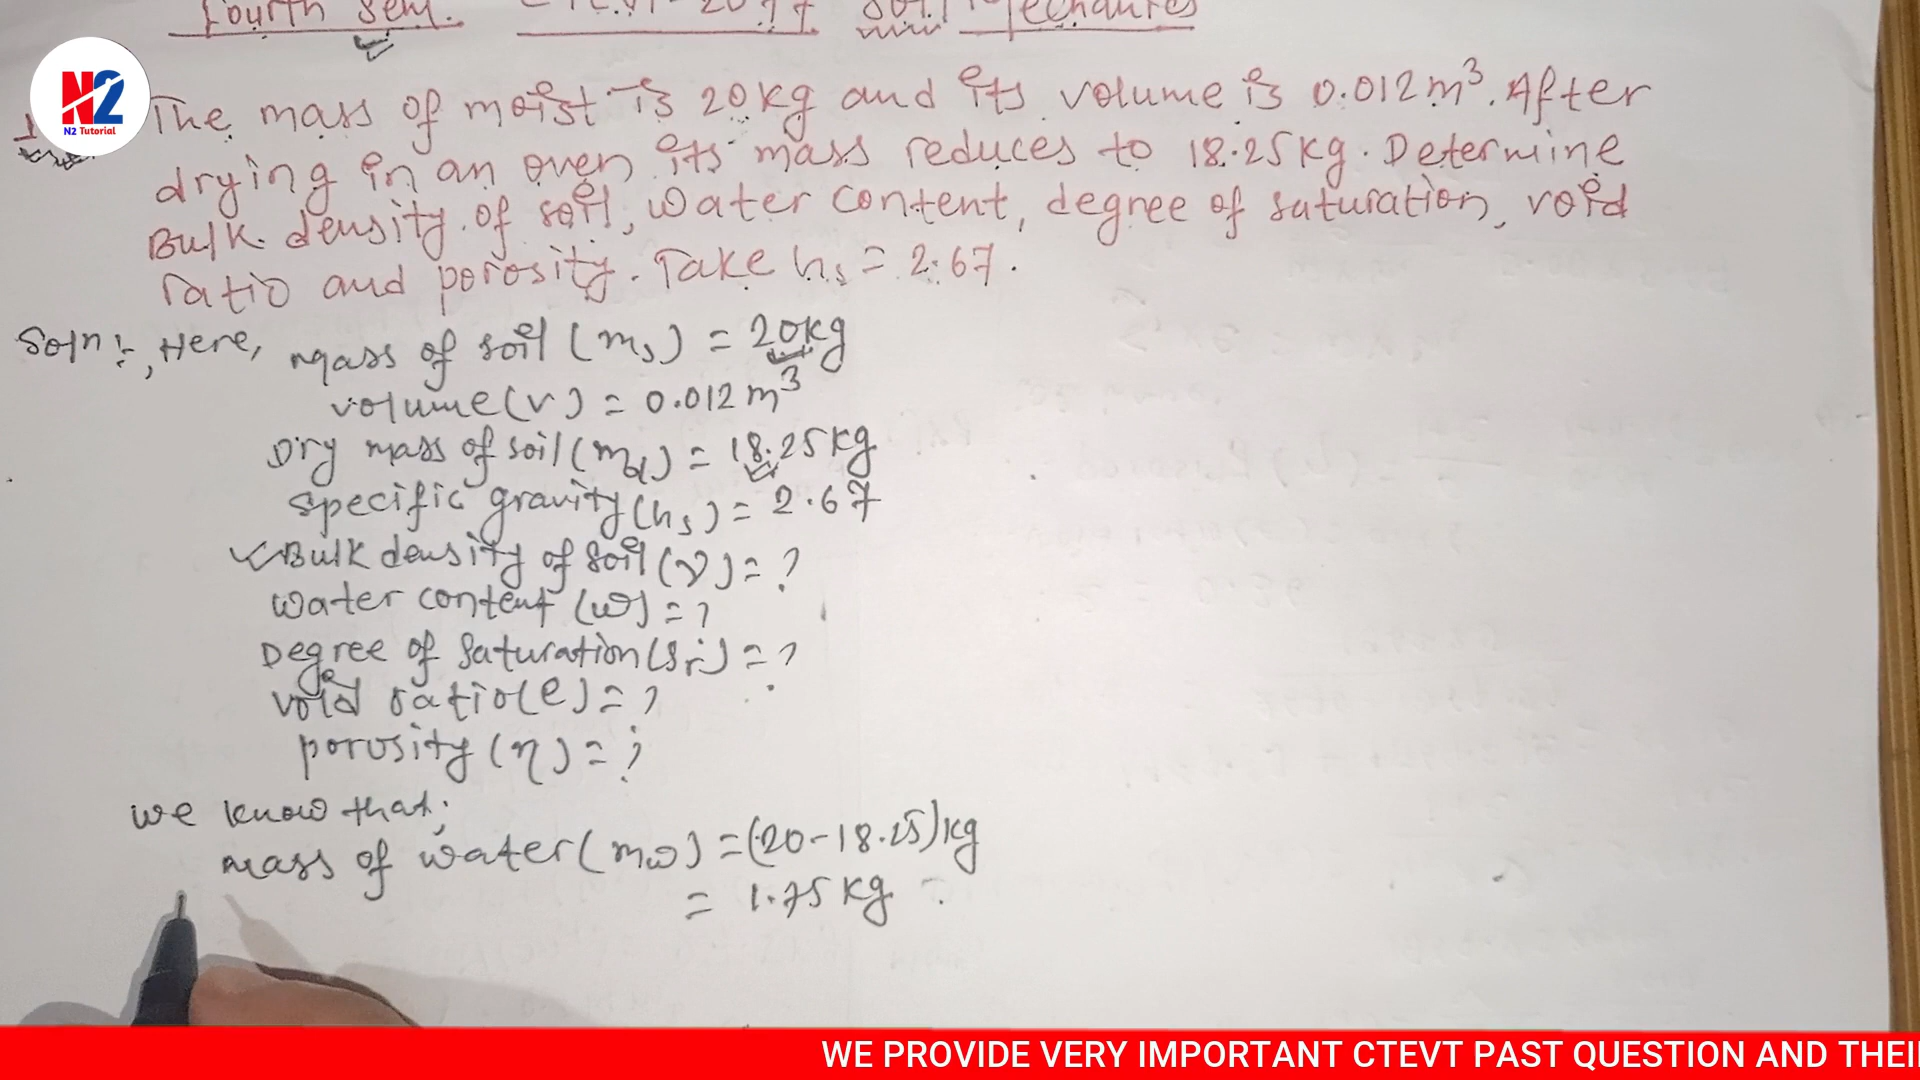 Fourth Sem. CTEVT-2077 Soil Mechanics
N2
N2 Tutorial
The mass of moist is 20kg and its volume is 0.012m³. After
drying in an oven its mass reduces to 18.25kg. Determine
Bulk density of soil, water content, degree of saturation, void
ratio and porosity. Take Gs = 2.67.
Soln:, Here, mass of soil (ms) = 20kg
volume(v) = 0.012 m³
Dry mass of soil(md) = 18.25kg
specific gravity(Gs) = 2.67
Bulk density of soil(γ) = ?
water content (w) = ?
Degree of saturation(sr) = ?
void ratio(e) = ?
porosity(η) = ?
we know that;
mass of water(mw) = (20-18.25)kg
= 1.75 kg
WE PROVIDE VERY IMPORTANT CTEVT PAST QUESTION AND THEI